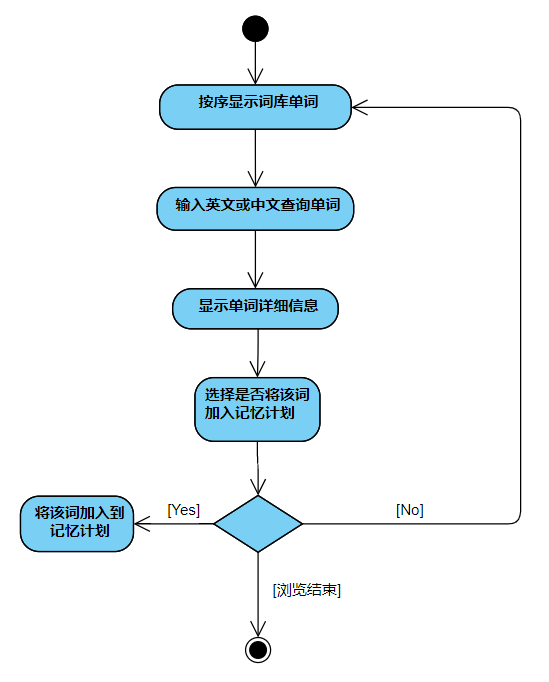 按序显示词库单词
输入英文或中文查询单词
显示单词详细信息
选择是否将该词
加入记忆计划
[Yes]
[No]
将该词加入到
记忆计划
[浏览结束]